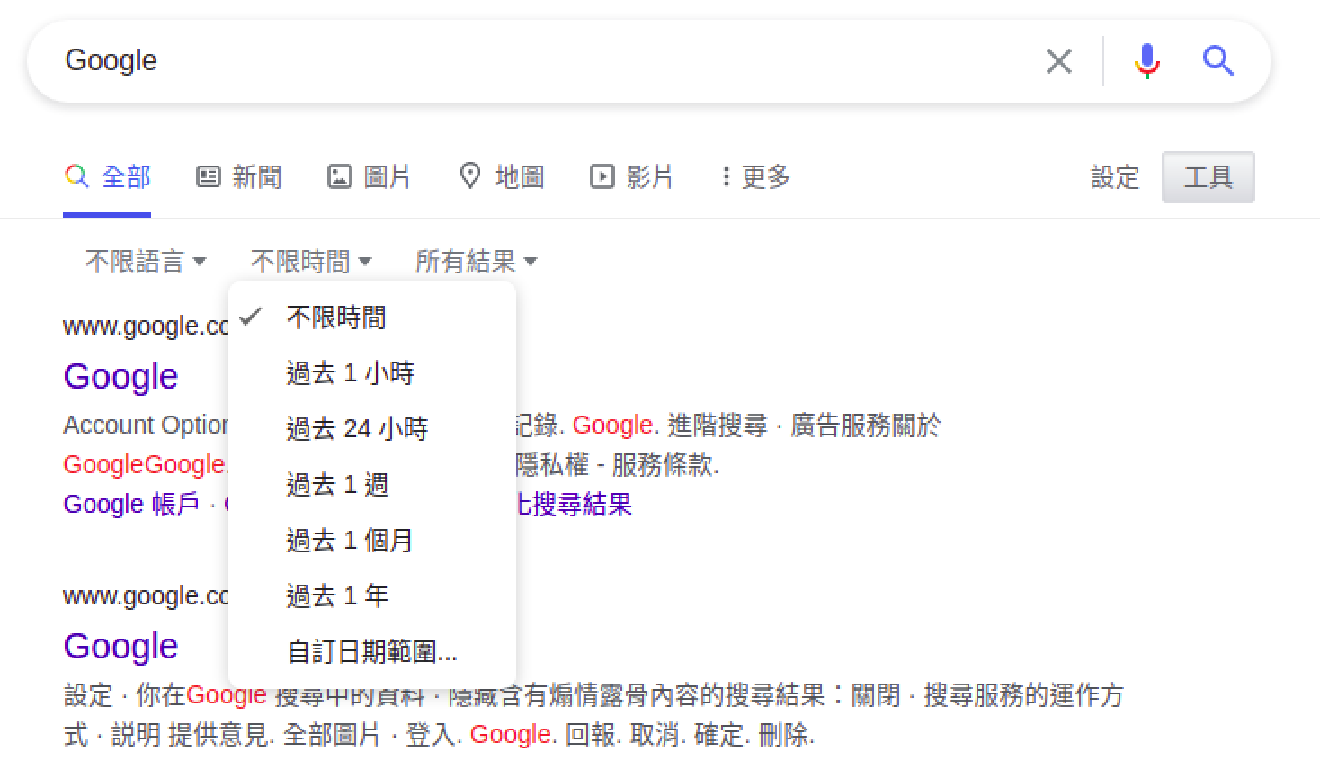 Google
全部 新聞 圖片 地圖 影片 更多 設定 工具
不限語言 不限時間 所有結果
不限時間
過去 1 小時
過去 24 小時
過去 1 週
過去 1 個月
過去 1 年
自訂日期範圍...
www.google.co
Google
Account Option 記錄. Google. 進階搜尋 · 廣告服務關於
GoogleGoogle. 隱私權 - 服務條款.
Google 帳戶 · 搜尋結果
www.google.co
Google
設定 · 你在Google 搜尋中的資料 · 隱藏含有煽情露骨內容的搜尋結果：關閉 · 搜尋服務的運作方
式 · 說明 提供意見. 全部圖片 · 登入. Google. 回報. 取消. 確定. 刪除.